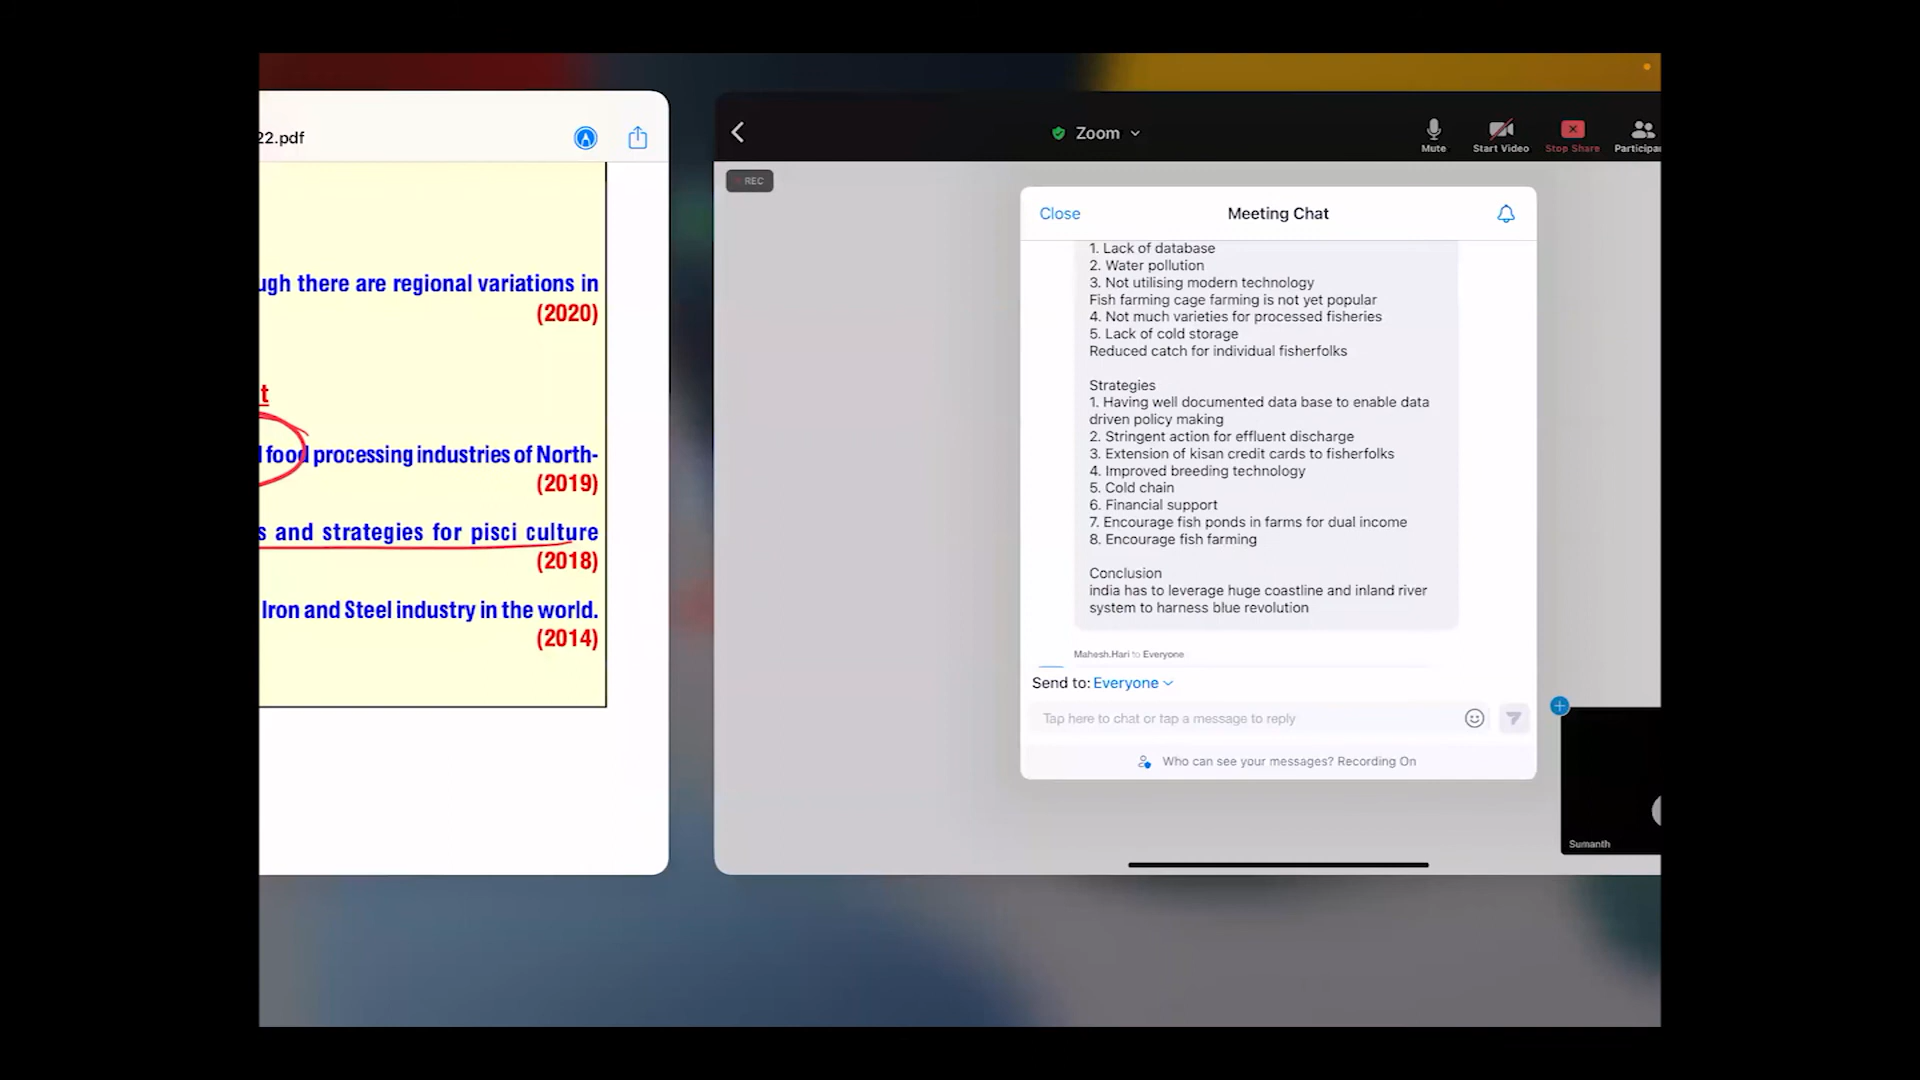 22.pdf
ugh there are regional variations in
(2020)
t
food processing industries of North-
(2019)
s and strategies for pisci culture
(2018)
Iron and Steel industry in the world.
(2014)
Zoom
Mute
Start Video
Stop Share
Participa
REC
Close
Meeting Chat
1. Lack of database
2. Water pollution
3. Not utilising modern technology
Fish farming cage farming is not yet popular
4. Not much varieties for processed fisheries
5. Lack of cold storage
Reduced catch for individual fisherfolks
Strategies
1. Having well documented data base to enable data
driven policy making
2. Stringent action for effluent discharge
3. Extension of kisan credit cards to fisherfolks
4. Improved breeding technology
5. Cold chain
6. Financial support
7. Encourage fish ponds in farms for dual income
8. Encourage fish farming
Conclusion
india has to leverage huge coastline and inland river
system to harness blue revolution
Mahesh.Hari to Everyone
Send to: Everyone
Tap here to chat or tap a message to reply
Who can see your messages? Recording On
Sumanth